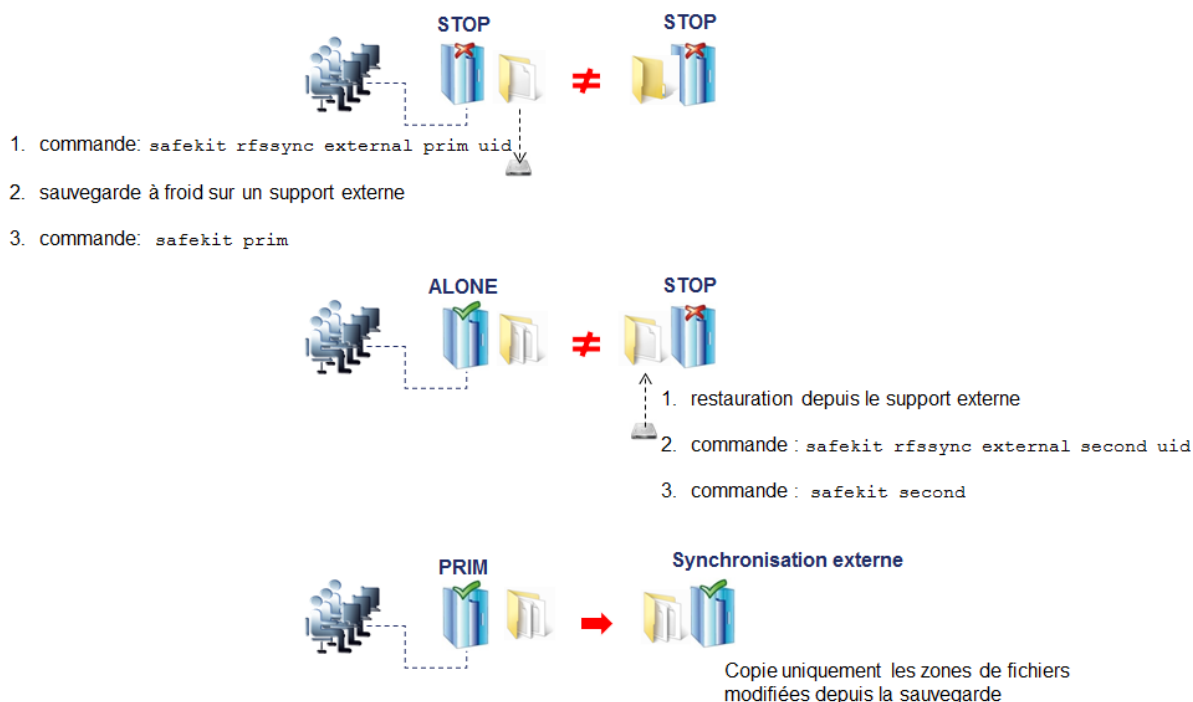 STOP
STOP
≠
1. commande: safekit rfssync external prim uid
2. sauvegarde à froid sur un support externe
3. commande: safekit prim
ALONE
STOP
≠
1. restauration depuis le support externe
2. commande : safekit rfssync external second uid
3. commande : safekit second
PRIM
Synchronisation externe
Copie uniquement les zones de fichiers
modifiées depuis la sauvegarde